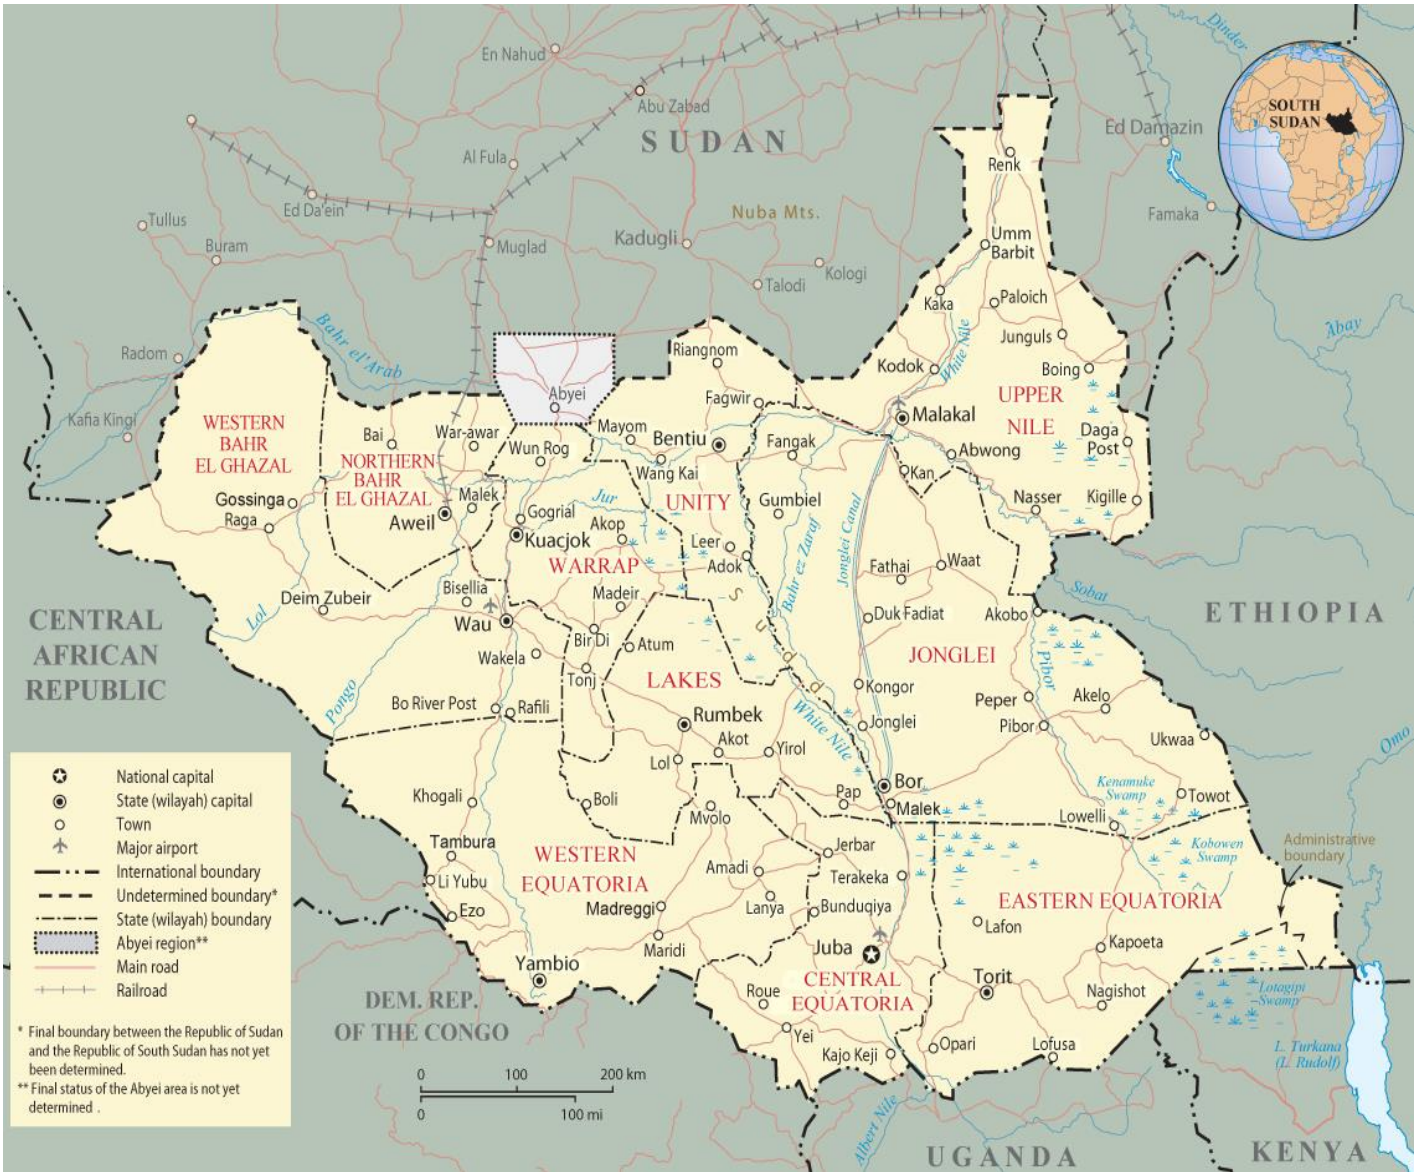 Dinder
En Nahud
Abu Zabad
SUDAN
SOUTH
SUDAN
Ed Damazin
Al Fula
Renk
Ed Da'ein
Nuba Mts.
Famaka
Tullus
Buram
Muglad
Kadugli
Umm
Barbit
Kologi
Talodi
Kaka
Paloich
Bahr el'Arab
White Nile
Junguls
Abay
Radom
Riangnom
Kodok
Boing
Abyei
Fagwir
UPPER
NILE
Kafia Kingi
WESTERN
BAHR
EL GHAZAL
Malakal
Bai
War-awar
Mayom
Bentiu
Fangak
Daga
Post
NORTHERN
BAHR
EL GHAZAL
Wun Rog
Abwong
Wang Kai
Kan
Gossinga
Raga
Malek
Jur
UNITY
Gumbiel
Nasser
Kigille
Aweil
Gogrial
Akop
Kuacjok
Leer
Adok
Bahr ez Zaraf
Jonglei Canal
WARRAP
Fathai
Waat
Bisellia
Madeir
Sudd
Sobat
Deim Zubeir
Lol
Wau
Duk Fadiat
Akobo
ETHIOPIA
CENTRAL
AFRICAN
REPUBLIC
Bir Di
Atum
Wakela
Tonj
LAKES
JONGLEI
Pibor
Pongo
Kongor
Peper
Akelo
Bo River Post
Rafili
Rumbek
White Nile
Jonglei
Pibor
Ukwaa
Omo
Akot
Yirol
Lol
Bor
Kenamuke
Swamp
Khogali
Boli
Mvolo
Pap
Malek
Towot
Lowelli
Tambura
WESTERN
EQUATORIA
Jerbar
Kobowen
Swamp
Administrative
boundary
Amadi
Terakeka
Li Yubu
Lanya
Bunduqiya
EASTERN EQUATORIA
Ezo
Madreggi
Lafon
Maridi
Juba
Kapoeta
Yambio
CENTRAL
EQUATORIA
Torit
Roue
Nagishot
Lotagipi
Swamp
DEM. REP.
OF THE CONGO
Yei
Kajo Keji
Opari
Lofusa
L. Turkana
(L. Rudolf)
Albert Nile
UGANDA
KENYA
National capital
State (wilayah) capital
Town
Major airport
International boundary
Undetermined boundary*
State (wilayah) boundary
Abyei region**
Main road
Railroad
* Final boundary between the Republic of Sudan
and the Republic of South Sudan has not yet
been determined.
** Final status of the Abyei area is not yet
determined .
0 100 200 km
0 100 mi